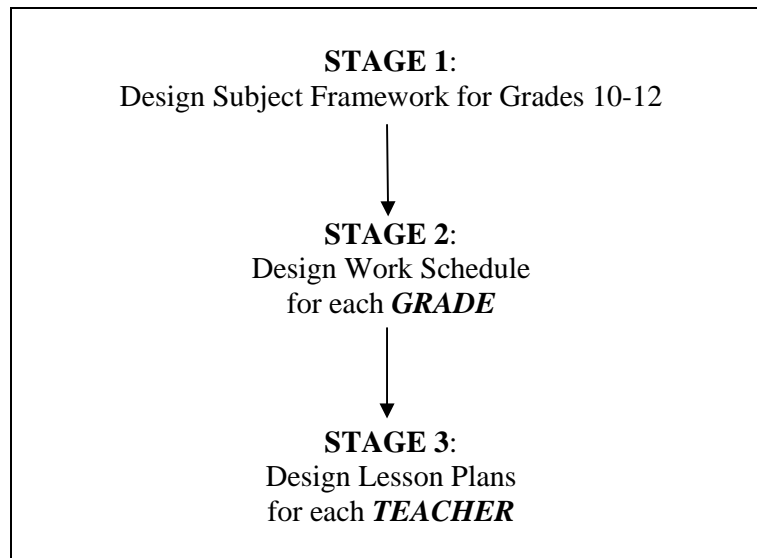 STAGE 1:
Design Subject Framework for Grades 10-12
STAGE 2:
Design Work Schedule
for each GRADE
STAGE 3:
Design Lesson Plans
for each TEACHER